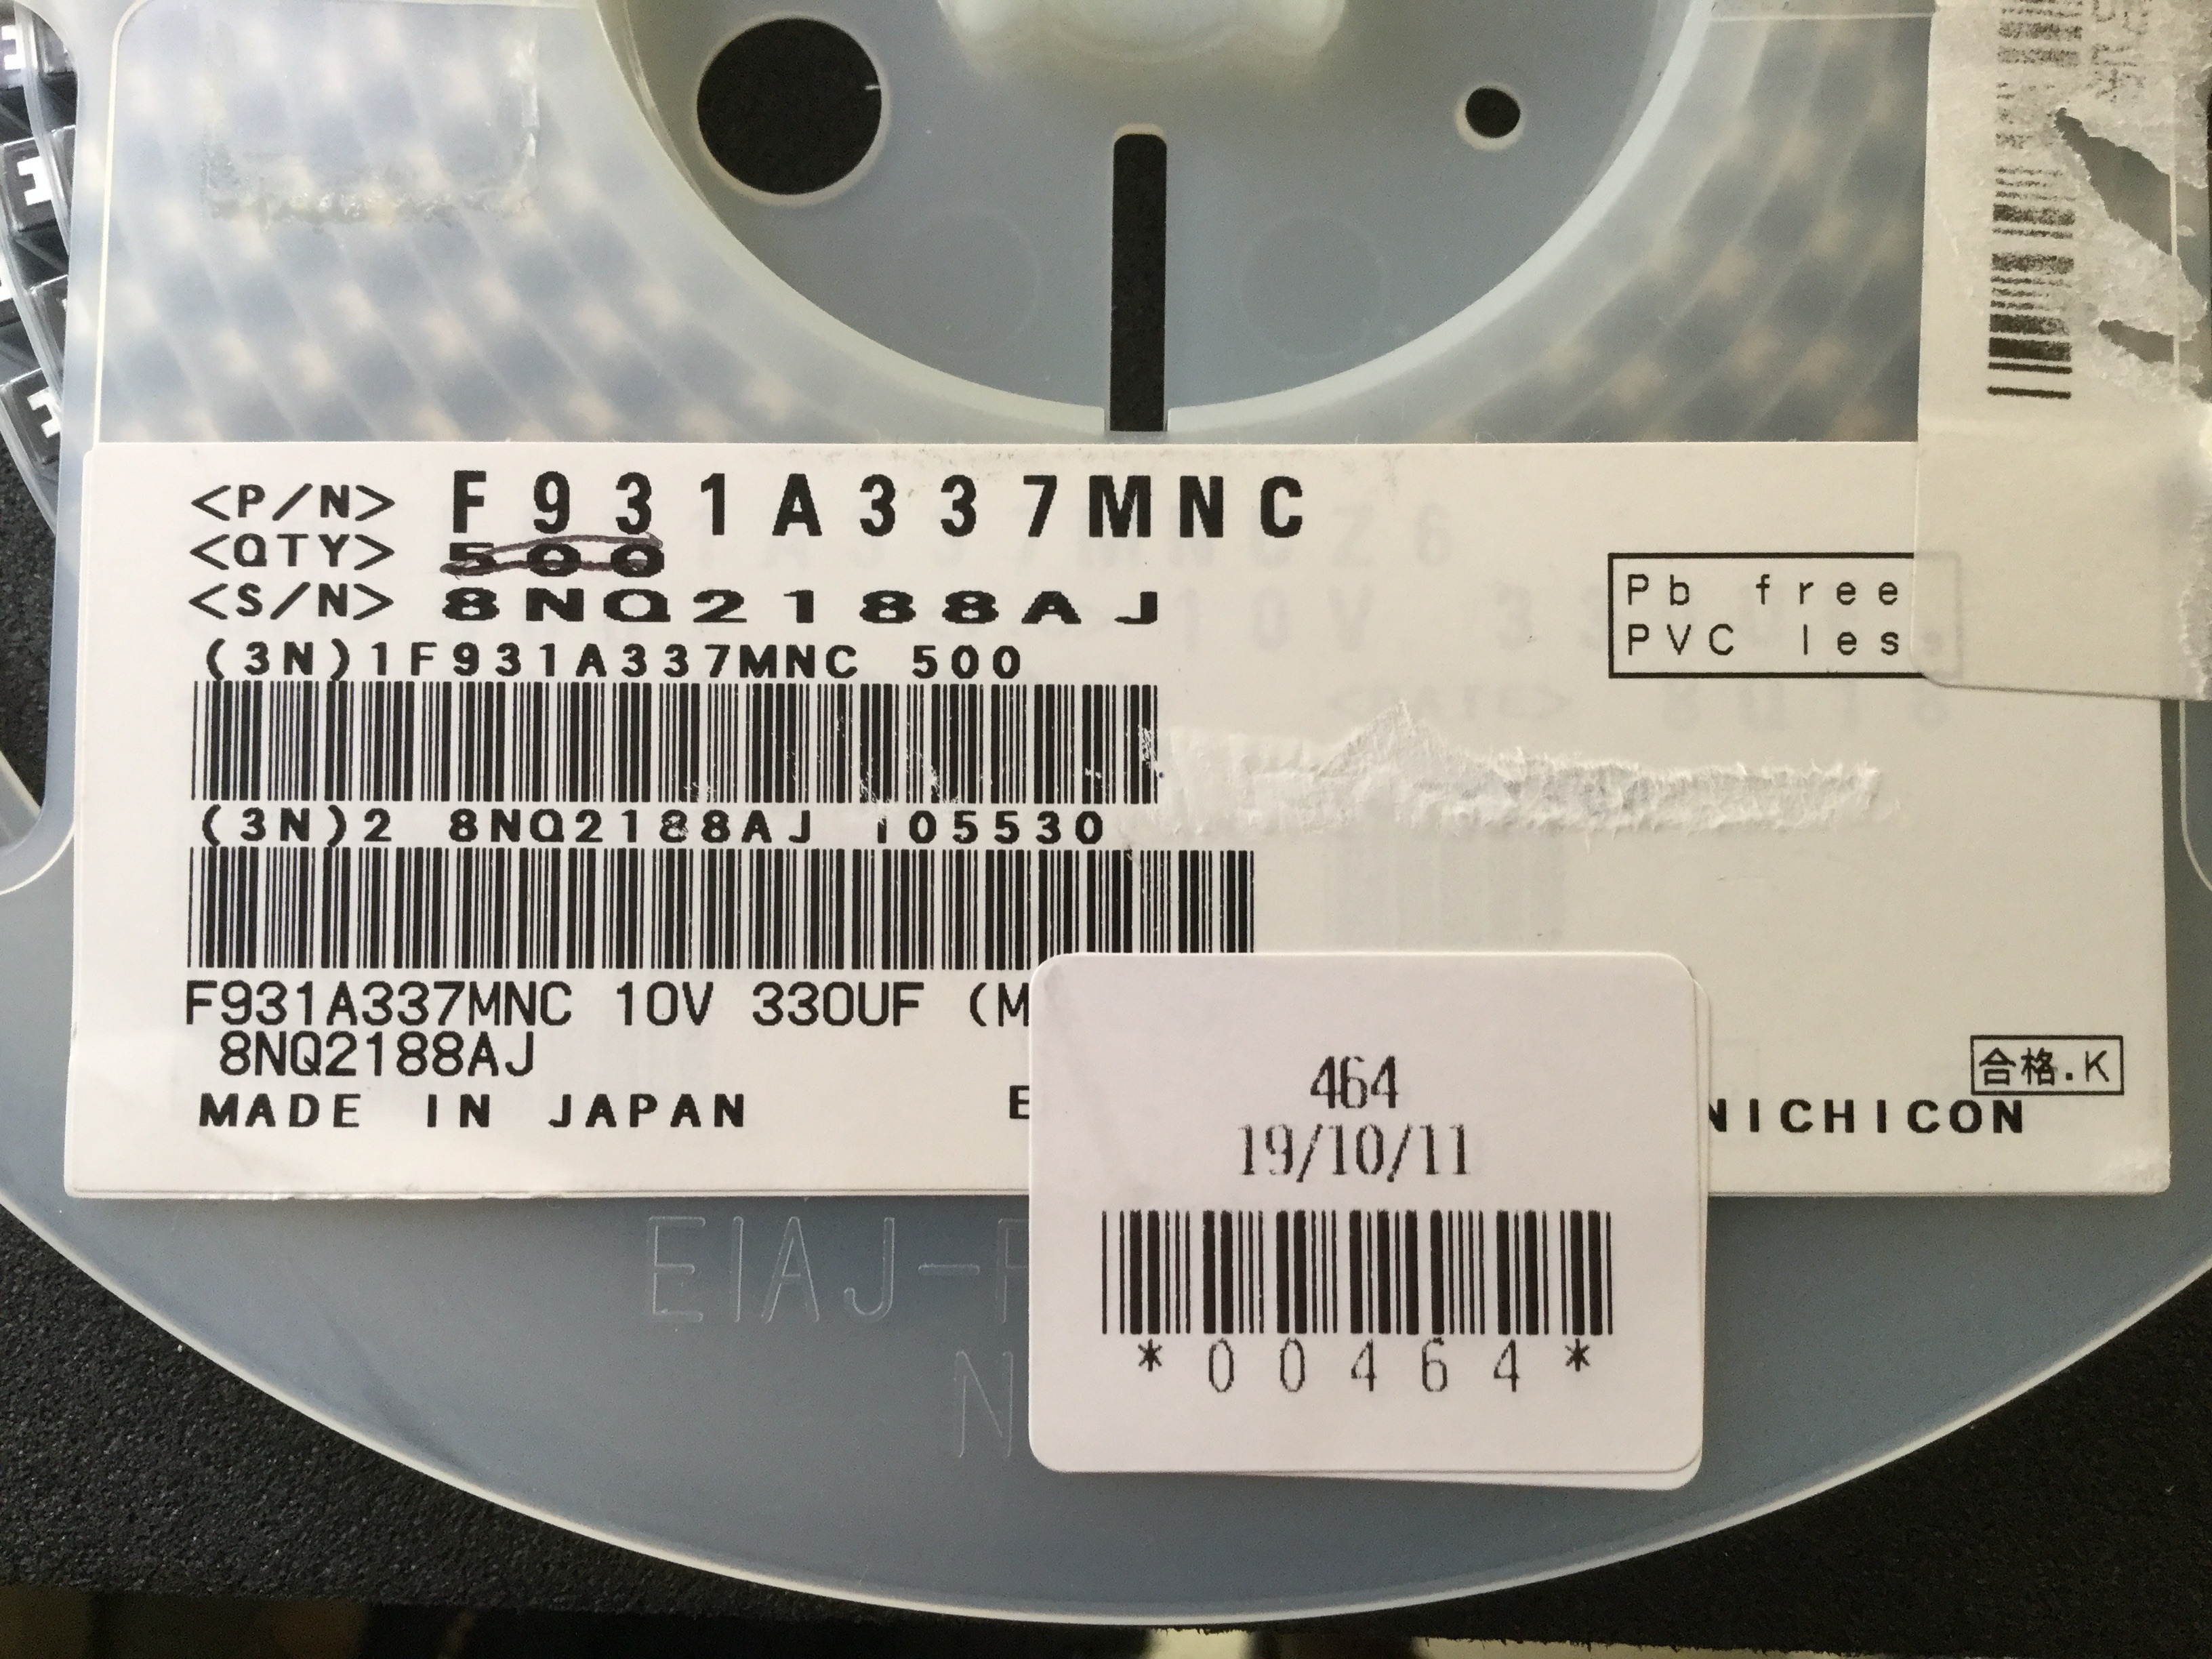 <P/N> F931A337MNC
<QTY> 500
<S/N> 8NQ2188AJ
(3N)1F931A337MNC 500
(3N)2 8NQ2188AJ 105530
F931A337MNC 10V 330UF (M
8NQ2188AJ
MADE IN JAPAN
NICHICON
Pb free
PVC les
合格.K
464
19/10/11
*00464*
EIAJ-
N